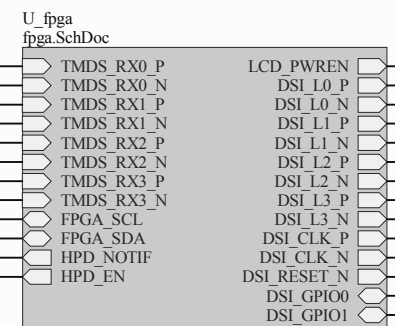 U_fpga
fpga.SchDoc
TMDS_RX0_P LCD_PWREN
TMDS_RX0_N DSI_L0_P
TMDS_RX1_P DSI_L0_N
TMDS_RX1_N DSI_L1_P
TMDS_RX2_P DSI_L1_N
TMDS_RX2_N DSI_L2_P
TMDS_RX3_P DSI_L2_N
TMDS_RX3_N DSI_L3_P
FPGA_SCL DSI_L3_N
FPGA_SDA DSI_CLK_P
HPD_NOTIF DSI_CLK_N
HPD_EN DSI_RESET_N
DSI_GPIO0
DSI_GPIO1